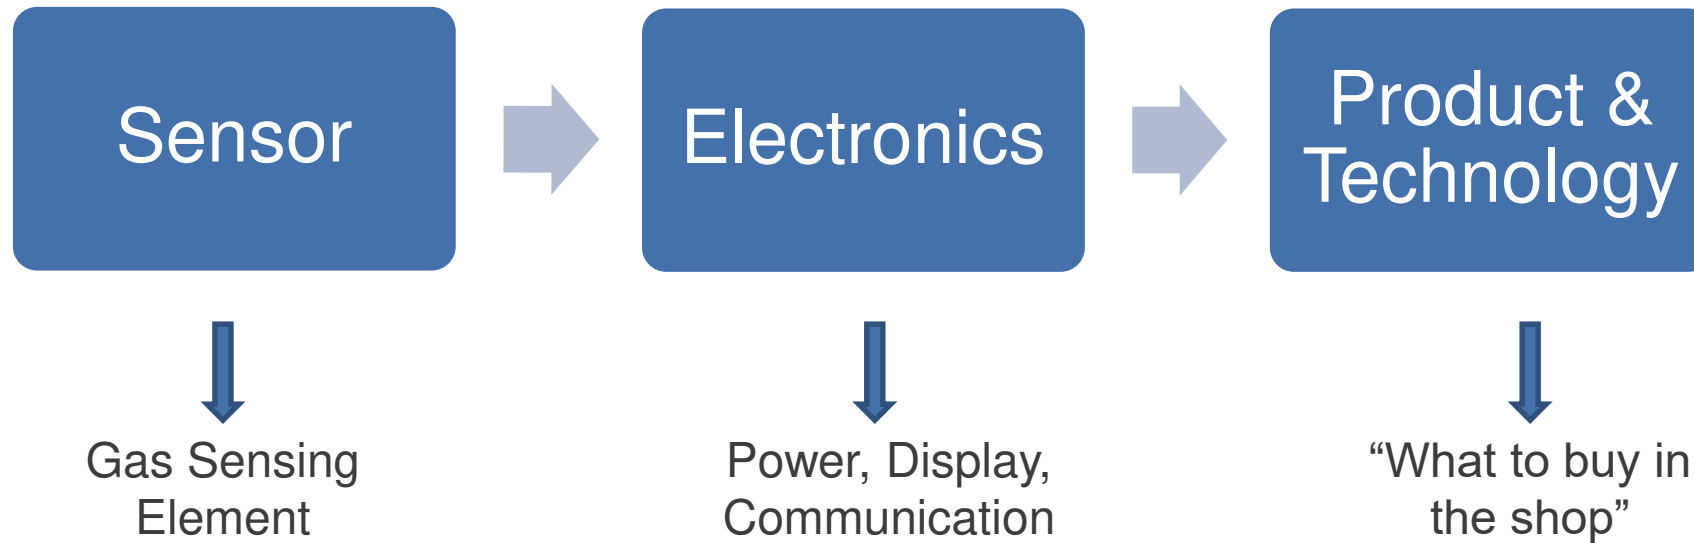 Sensor
Electronics
Product &
Technology
Gas Sensing
Element
Power, Display,
Communication
“What to buy in
the shop”